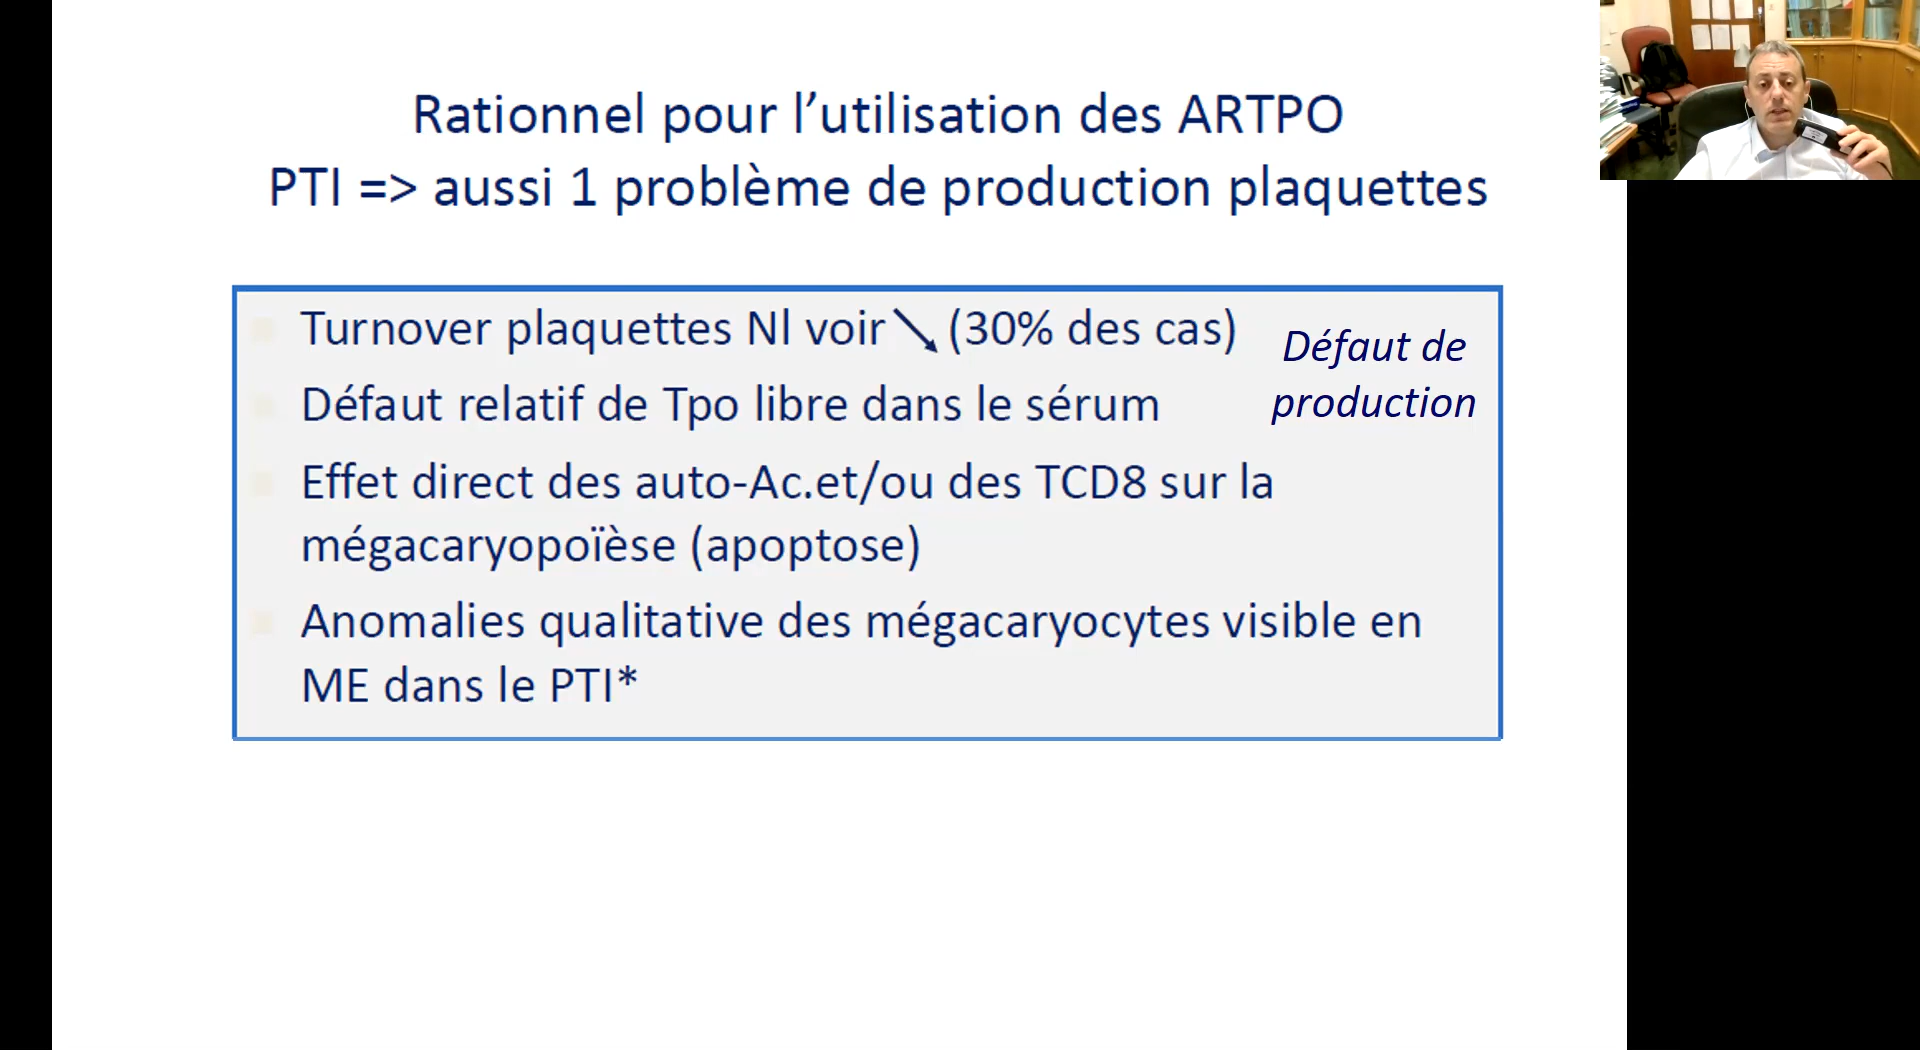 Rationnel pour l’utilisation des ARTPO
PTI => aussi 1 problème de production plaquettes
Turnover plaquettes Nl voir ↘ (30% des cas)
Défaut de
production
Défaut relatif de Tpo libre dans le sérum
Effet direct des auto-Ac.et/ou des TCD8 sur la
mégacaryopoïèse (apoptose)
Anomalies qualitative des mégacaryocytes visible en
ME dans le PTI*